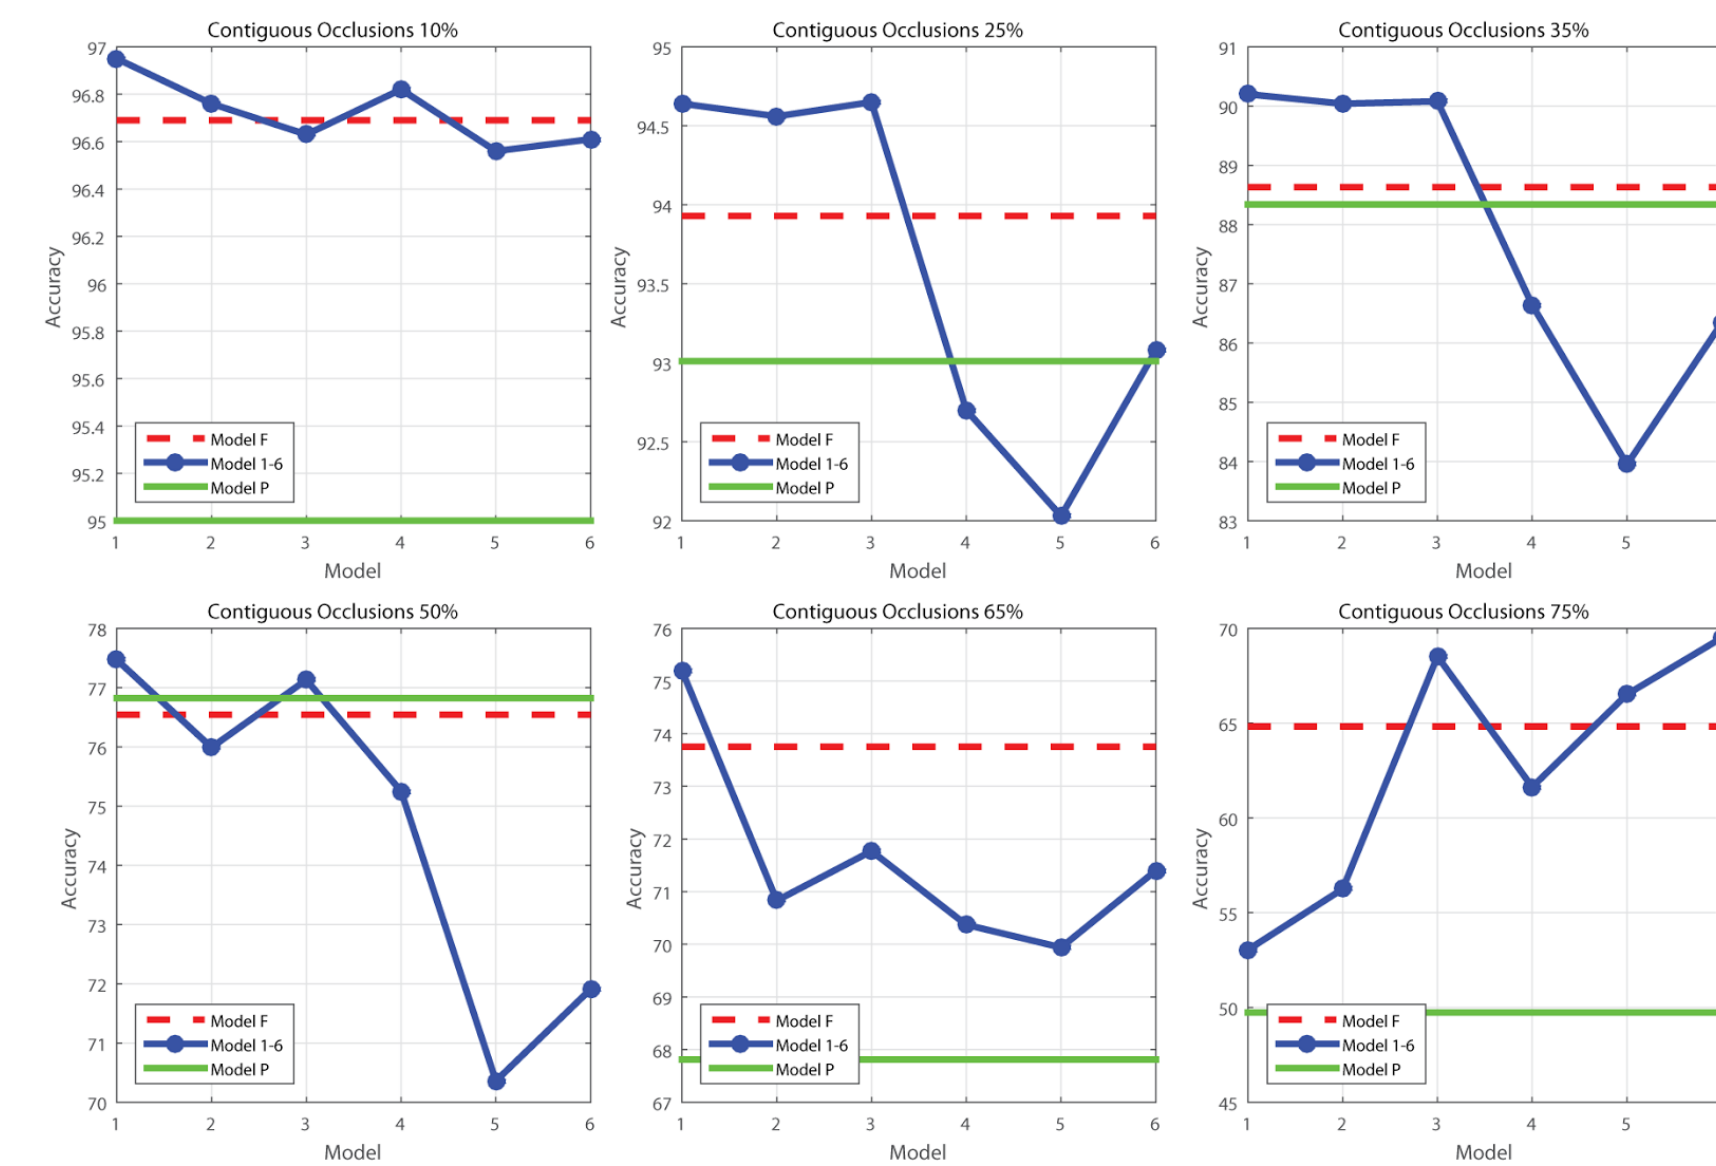 Contiguous Occlusions 10%
97
96.8
96.6
96.4
96.2
96
95.8
95.6
95.4
95.2
95
Accuracy
Model F
Model 1-6
Model P
1 2 3 4 5 6
Model
Contiguous Occlusions 25%
95
94.5
94
93.5
93
92.5
92
Accuracy
Model F
Model 1-6
Model P
1 2 3 4 5 6
Model
Contiguous Occlusions 35%
91
90
89
88
87
86
85
84
83
Accuracy
Model F
Model 1-6
Model P
1 2 3 4 5
Model
Contiguous Occlusions 50%
78
77
76
75
74
73
72
71
70
Accuracy
Model F
Model 1-6
Model P
1 2 3 4 5 6
Model
Contiguous Occlusions 65%
76
75
74
73
72
71
70
69
68
67
Accuracy
Model F
Model 1-6
Model P
1 2 3 4 5 6
Model
Contiguous Occlusions 75%
70
65
60
55
50
45
Accuracy
Model F
Model 1-6
Model P
1 2 3 4 5
Model